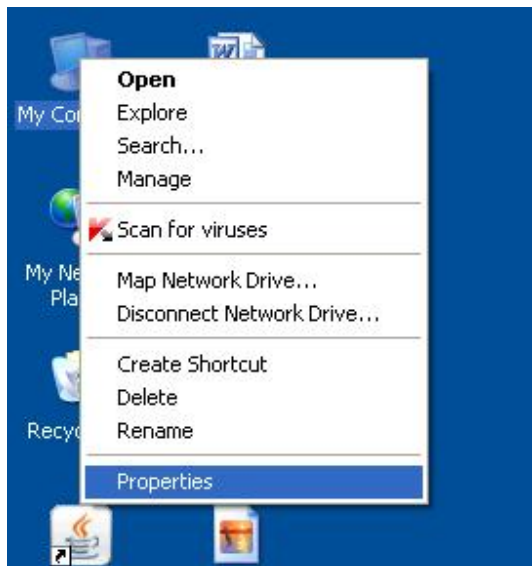 My Co
Open
Explore
Search...
Manage
Scan for viruses
My Ne
Pla
Map Network Drive...
Disconnect Network Drive...
Create Shortcut
Delete
Recyc
Rename
Properties